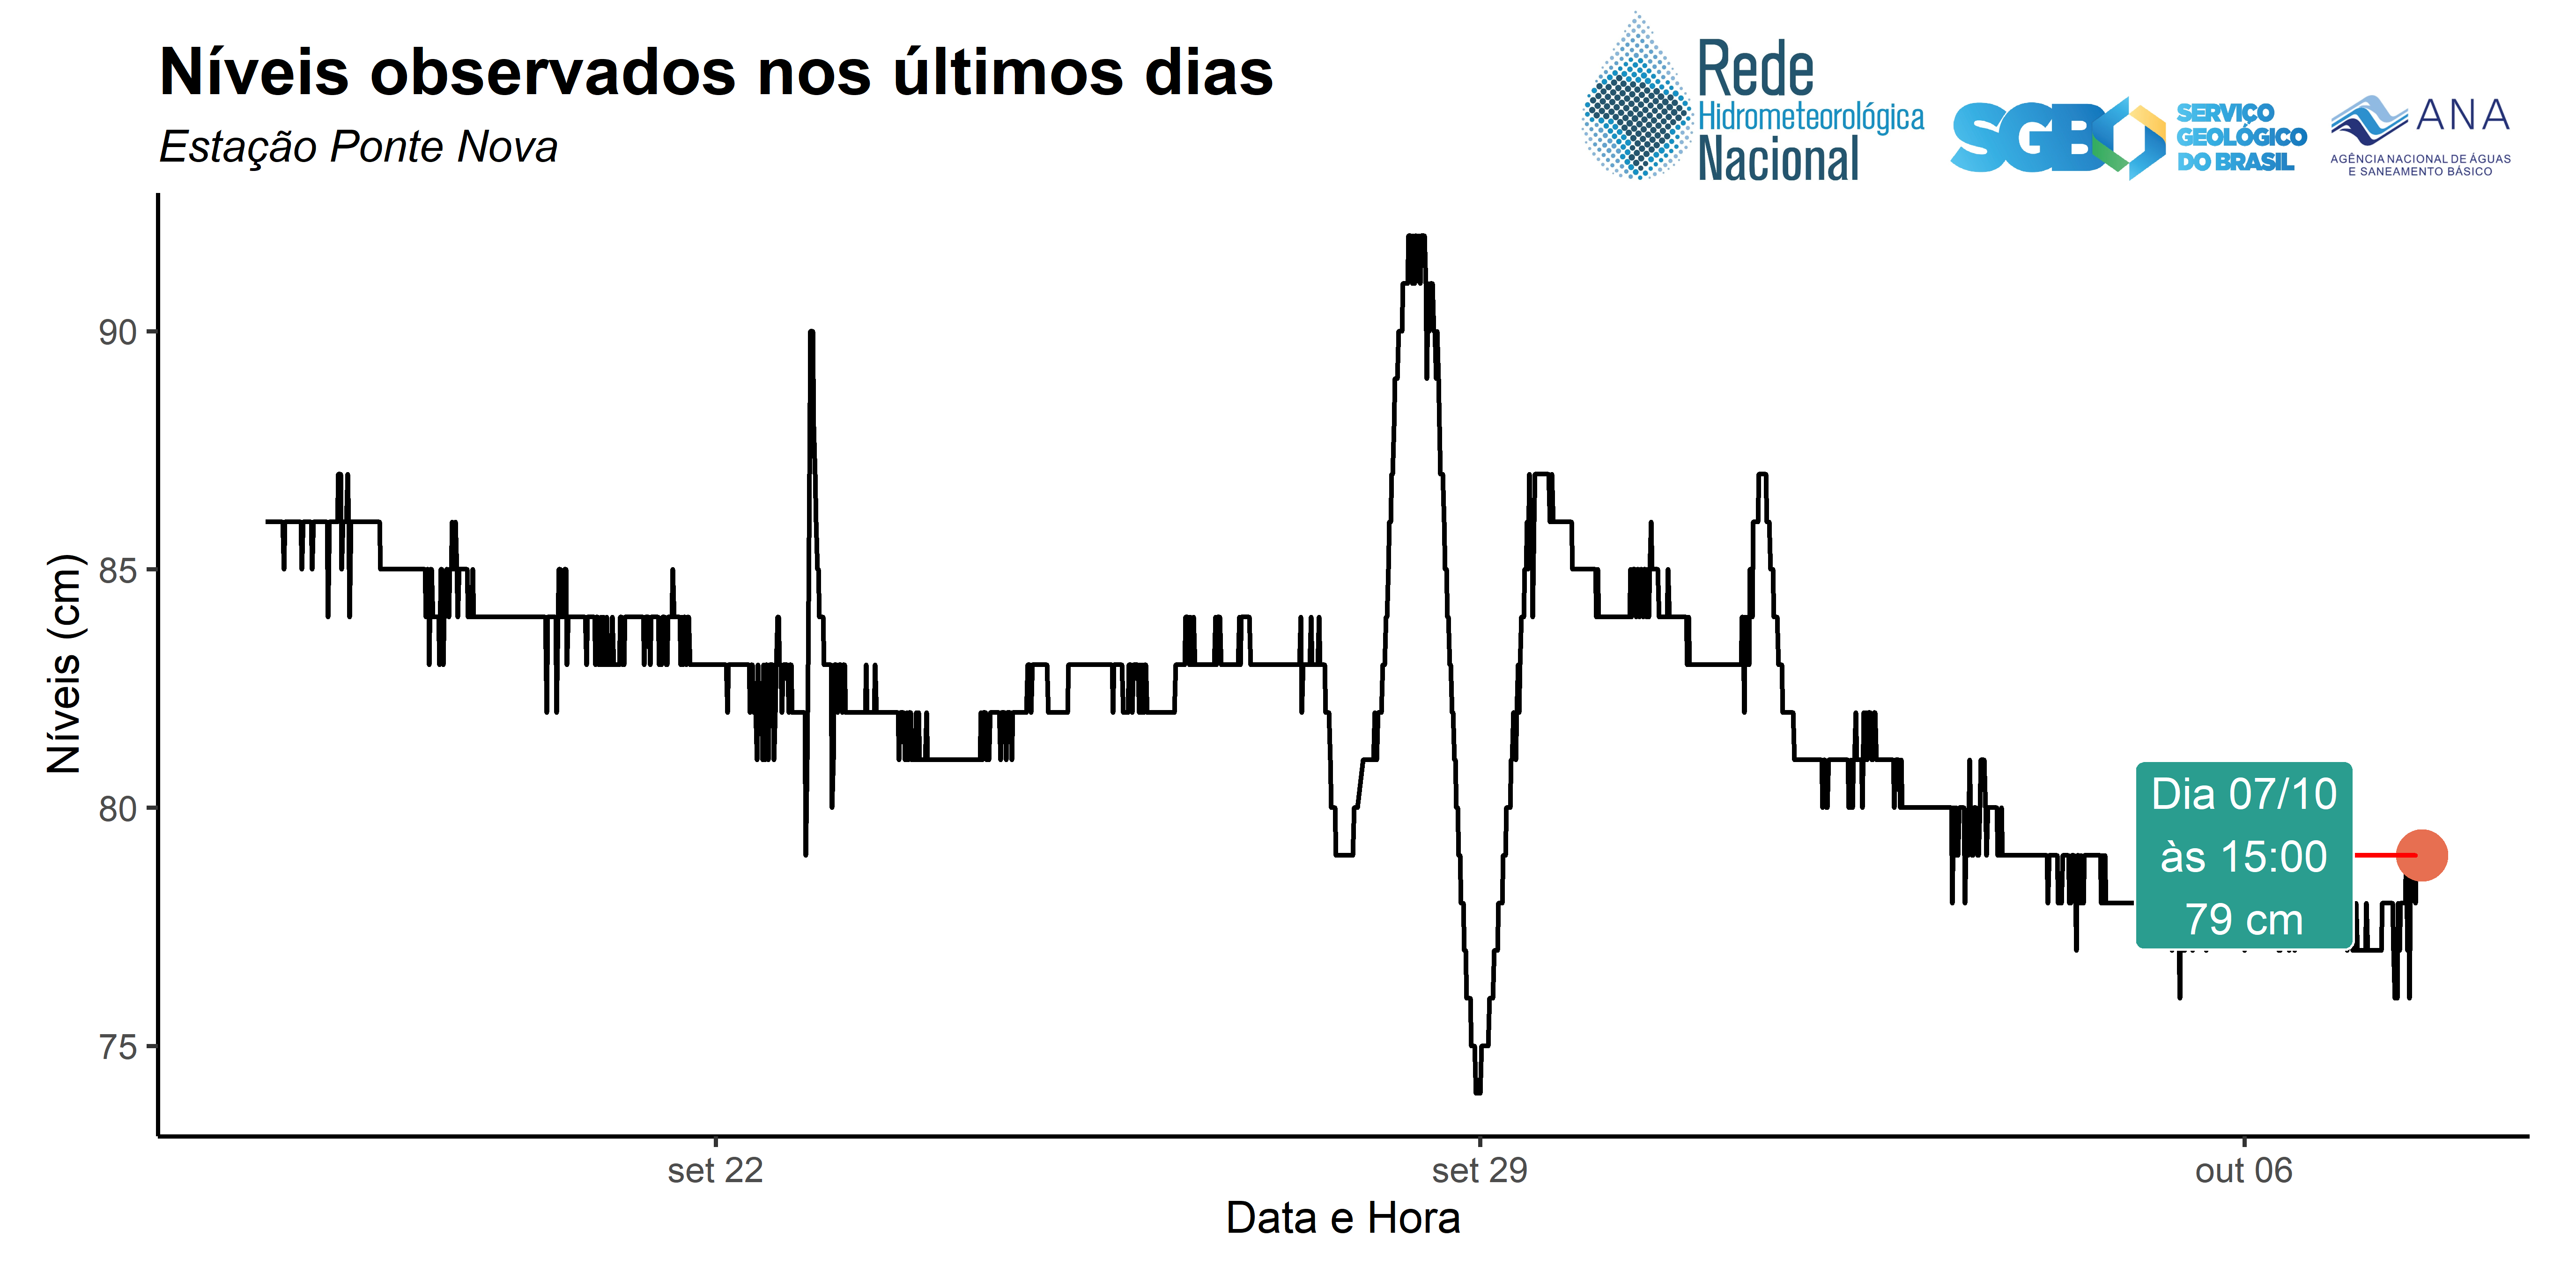 Níveis observados nos últimos dias
Estação Ponte Nova
Rede
Hidrometeorológica
Nacional
SGB
SERVIÇO
GEOLÓGICO
DO BRASIL
ANA
AGÊNCIA NACIONAL DE ÁGUAS
E SANEAMENTO BÁSICO
Níveis (cm)
90
85
80
75
Dia 07/10
às 15:00
79 cm
set 22
set 29
out 06
Data e Hora